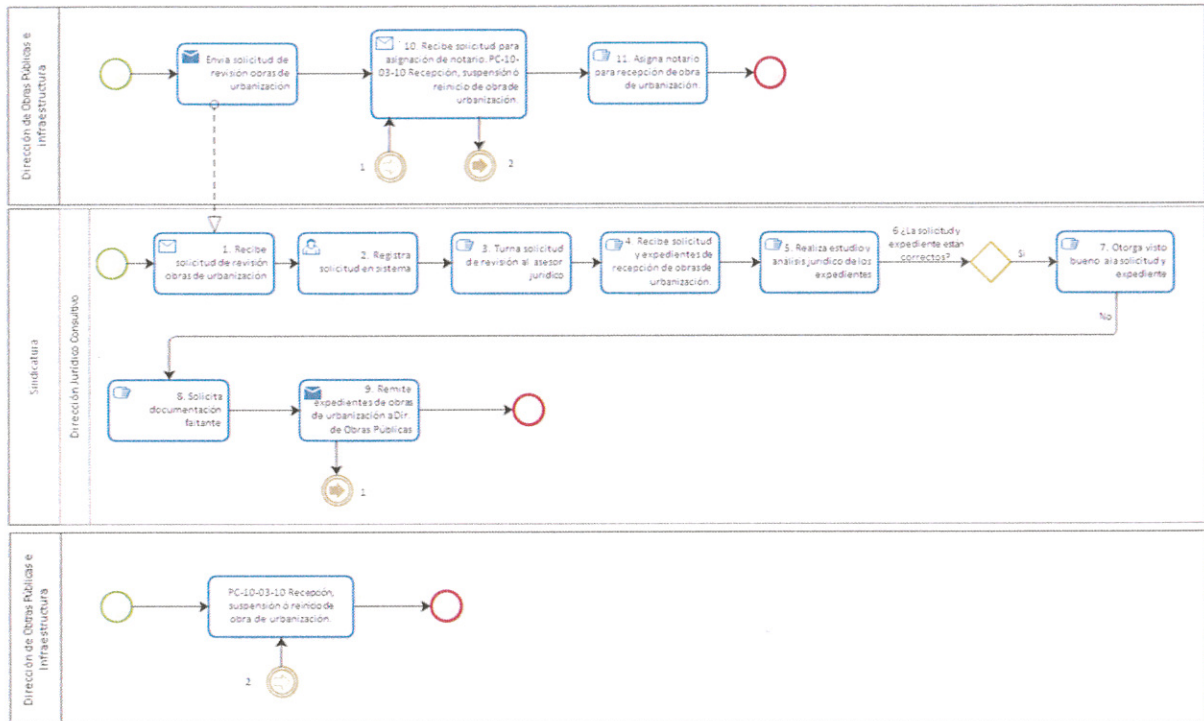 Dirección de Obras Públicas e
Infraestructura
Envia solicitud de
revisión obras de
urbanización
10. Recibe solicitud para
asignación de notario. PC-10-
03-10 Recepción, suspensión ó
reinicio de obra de
urbanización.
11. Asigna notario
para recepción de obra
de urbanización.
1
2
Sindicatura
Dirección Jurídico Consultivo
1. Recibe
solicitud de revisión
obras de urbanización
2. Registra
solicitud en sistema
3. Turna solicitud
de revisión al asesor
jurídico
4. Recibe solicitud
y expedientes de
recepción de obras de
urbanización.
5. Realiza estudio y
análisis jurídico de los
expedientes
6 ¿La solicitud y
expediente estan
correctos?
Si
7. Otorga visto
bueno a la solicitud y
expediente
No
8. Solicita
documentación
faltante
9. Remite
expedientes de obras
de urbanización a Dir.
de Obras Públicas
1
Dirección de Obras Públicas e
Infraestructura
PC-10-03-10 Recepción,
suspensión ó reinicio de
obra de urbanización.
2